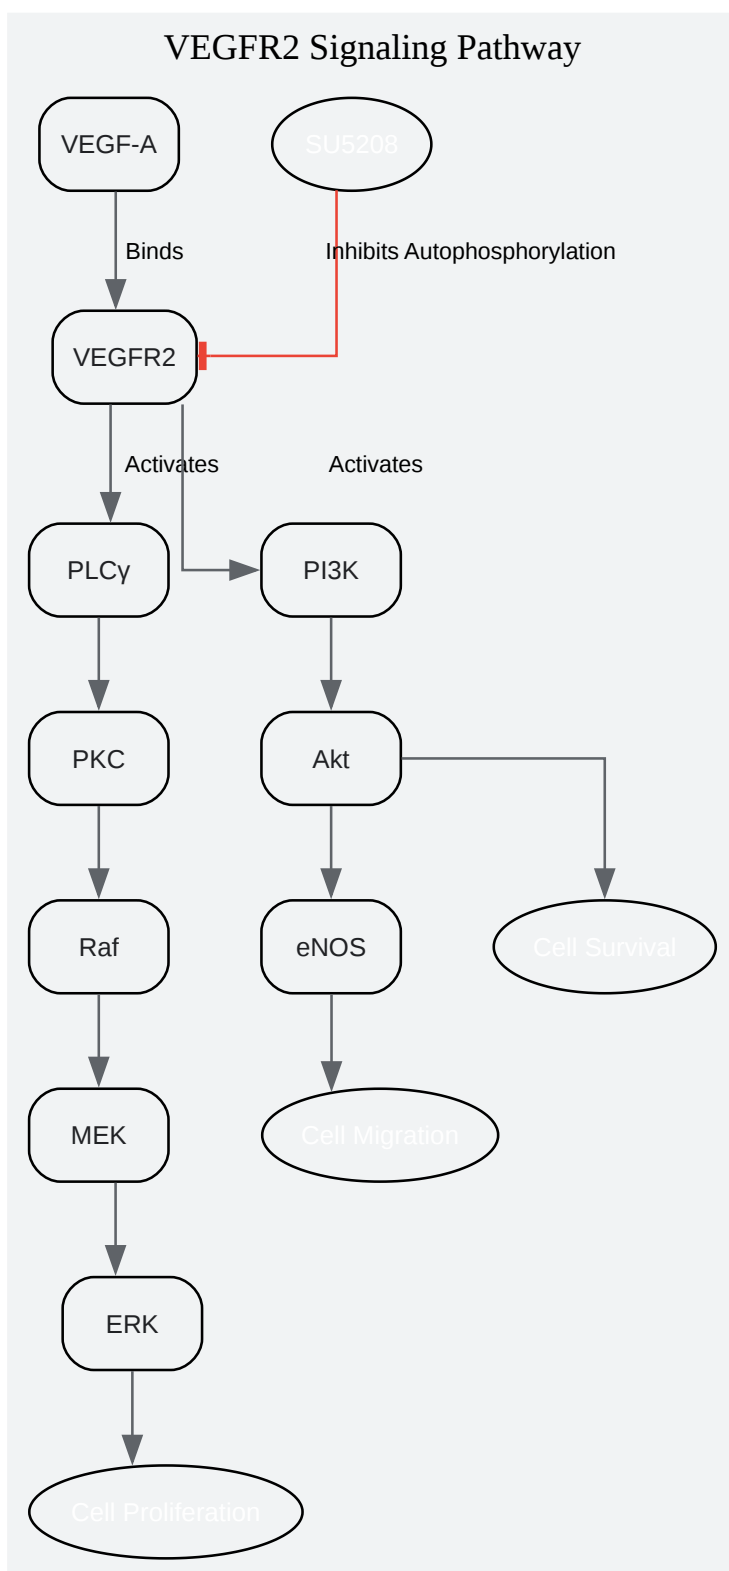 VEGFR2 Signaling Pathway
VEGF-A
SU5208
Binds
Inhibits Autophosphorylation
VEGFR2
Activates
Activates
PLCγ
PI3K
PKC
Akt
Raf
eNOS
Cell Survival
MEK
Cell Migration
ERK
Cell Proliferation